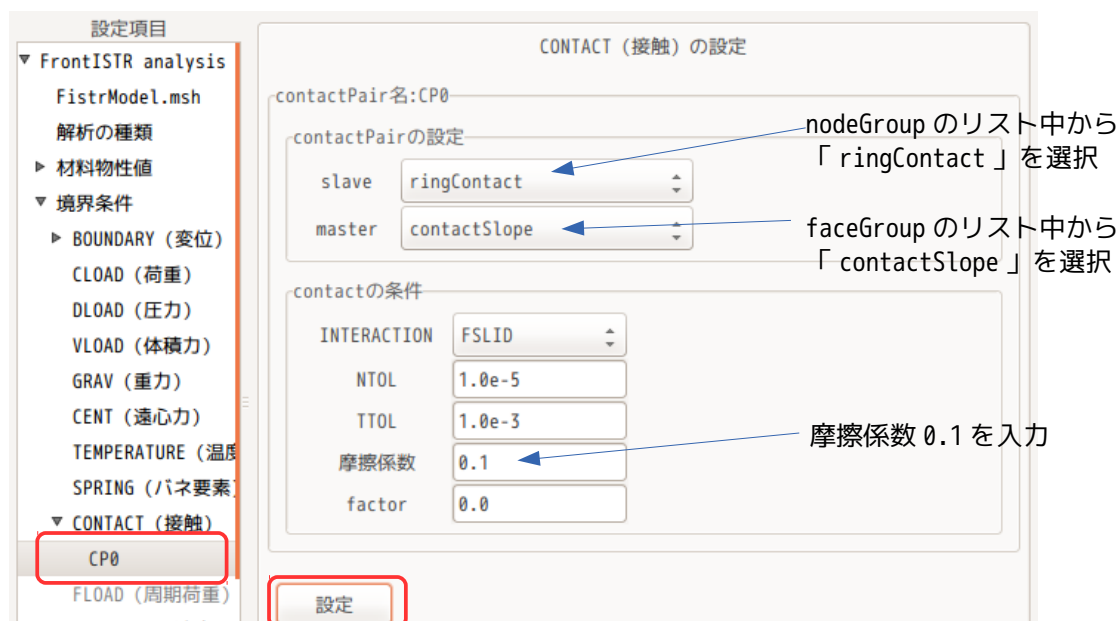 設定項目
▼ FrontISTR analysis
FistrModel.msh
解析の種類
▶ 材料物性値
▼ 境界条件
▶ BOUNDARY (変位)
CLOAD (荷重)
DLOAD (圧力)
VLOAD (体積力)
GRAV (重力)
CENT (遠心力)
TEMPERATURE (温度
SPRING (バネ要素)
▼ CONTACT (接触)
CP0
FLOAD (周期荷重)
CONTACT (接触) の設定
contactPair名:CP0
contactPairの設定
slave ringContact
master contactSlope
contactの条件
INTERACTION FSLID
NTOL 1.0e-5
TTOL 1.0e-3
摩擦係数 0.1
factor 0.0
設定
nodeGroup のリスト中から
「 ringContact 」を選択
faceGroup のリスト中から
「 contactSlope 」を選択
摩擦係数 0.1 を入力